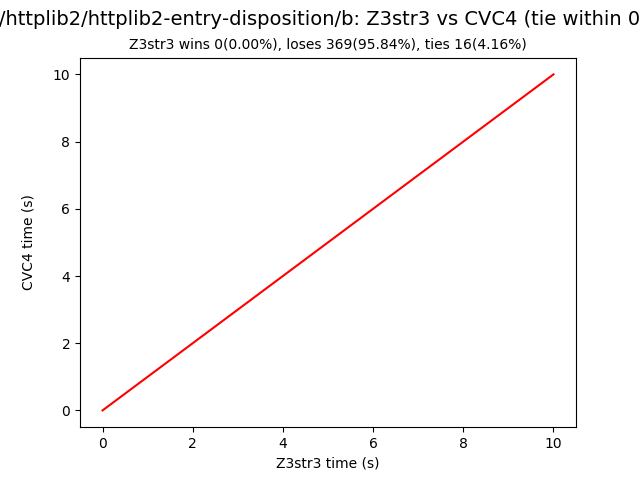 /httplib2/httplib2-entry-disposition/b: Z3str3 vs CVC4 (tie within 0
Z3str3 wins 0(0.00%), loses 369(95.84%), ties 16(4.16%)
10
8
6
4
2
0
CVC4 time (s)
0 2 4 6 8 10
Z3str3 time (s)